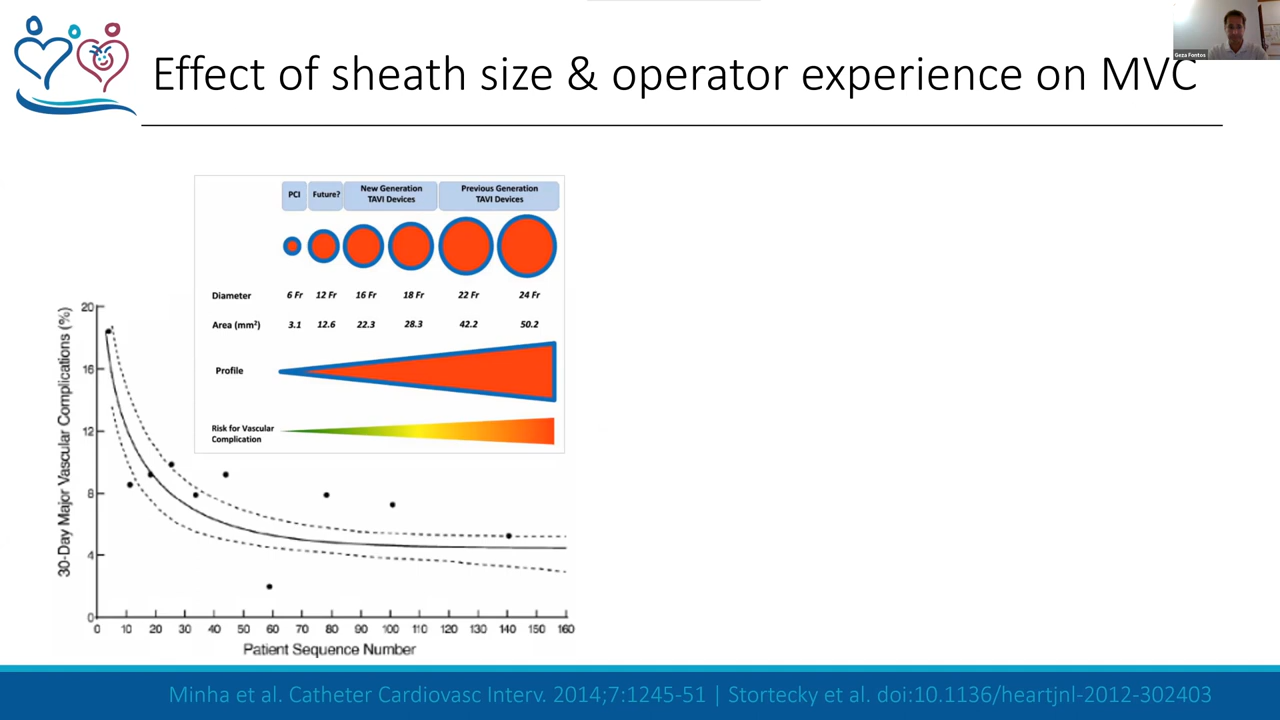 Effect of sheath size & operator experience on MVC
Geza Fontos
PCI
Future?
New Generation
TAVI Devices
Previous Generation
TAVI Devices
Diameter 6 Fr 12 Fr 16 Fr 18 Fr 22 Fr 24 Fr
Area (mm²) 3.1 12.6 22.3 28.3 42.2 50.2
Profile
Risk for Vascular
Complication
30-Day Major Vascular Complications (%)
20
16
12
8
4
0
0 10 20 30 40 50 60 70 80 90 100 110 120 130 140 150 160
Patient Sequence Number
Minha et al. Catheter Cardiovasc Interv. 2014;7:1245-51 | Stortecky et al. doi:10.1136/heartjnl-2012-302403